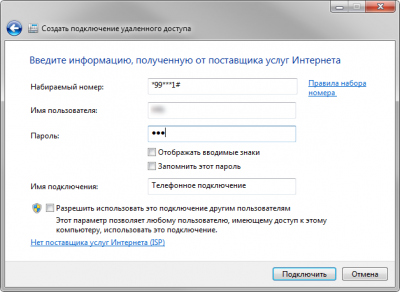 Создать подключение удаленного доступа
Введите информацию, полученную от поставщика услуг Интернета
Набираемый номер:
*99***1#
Правила набора
номера
Имя пользователя:
Пароль:
●●●
Отображать вводимые знаки
Запомнить этот пароль
Имя подключения:
Телефонное подключение
Разрешить использовать это подключение другим пользователям
Этот параметр позволяет любому пользователю, имеющему доступ к этому
компьютеру, использовать это подключение.
Нет поставщика услуг Интернета (ISP)
Подключить
Отмена